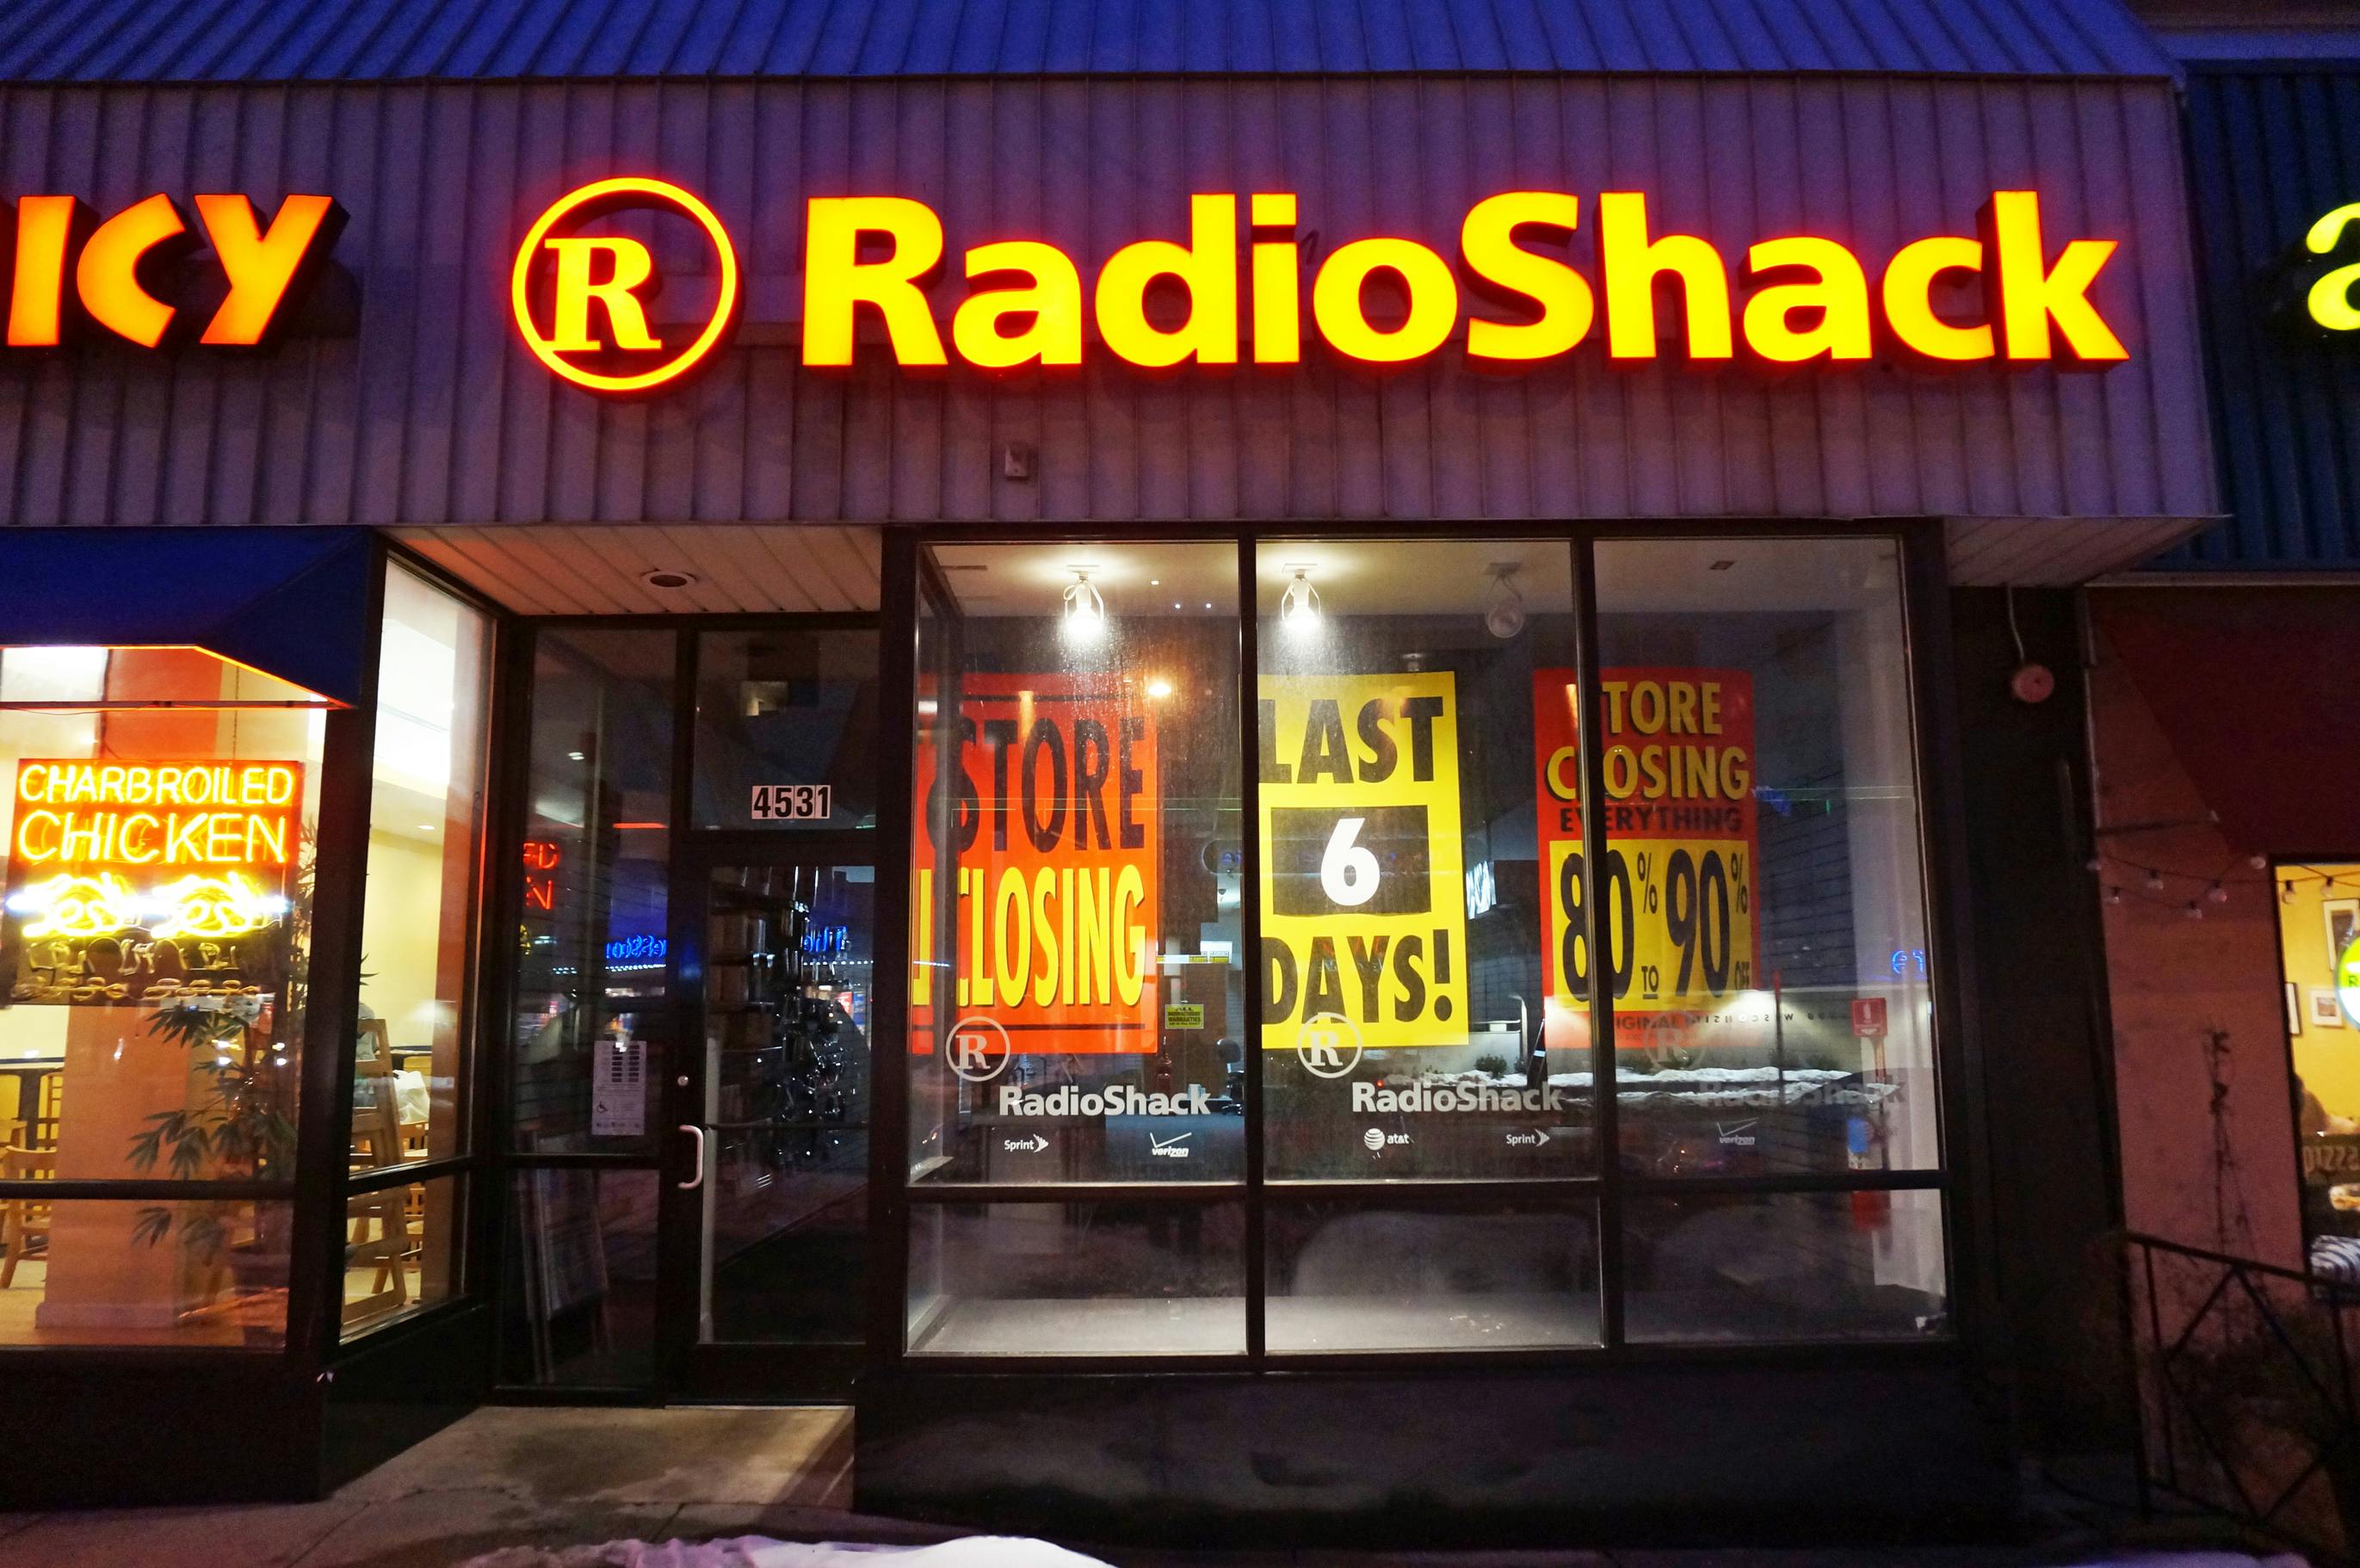 ICY
R RadioShack
a
CHARBROILED
CHICKEN
4531
STORE
CLOSING
LAST
6
DAYS!
STORE
CLOSING
EVERYTHING
80% TO 90% OFF
R
RadioShack
Sprint verizon
R
RadioShack
at&t Sprint
R
RadioShack
verizon